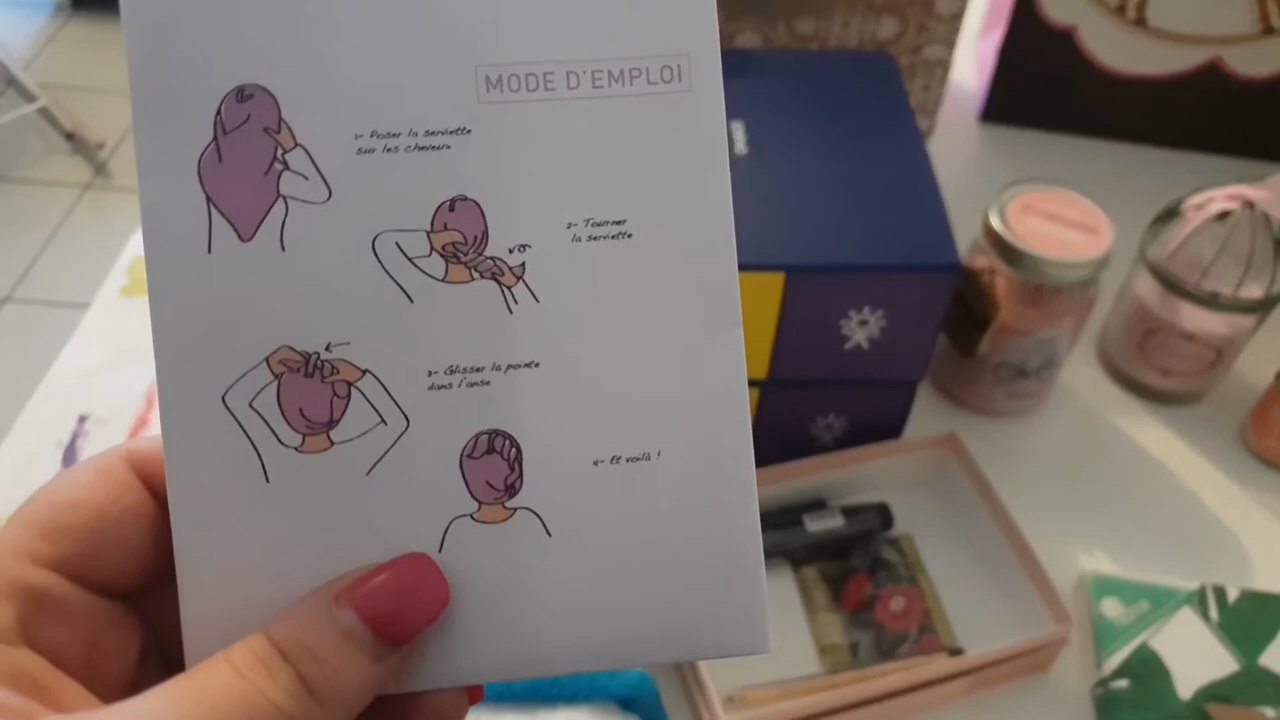 MODE D'EMPLOI
1- Poser la serviette
sur les cheveux
2- Tourner
la serviette
3- Glisser la pointe
dans l'anse
4- Et voilà !